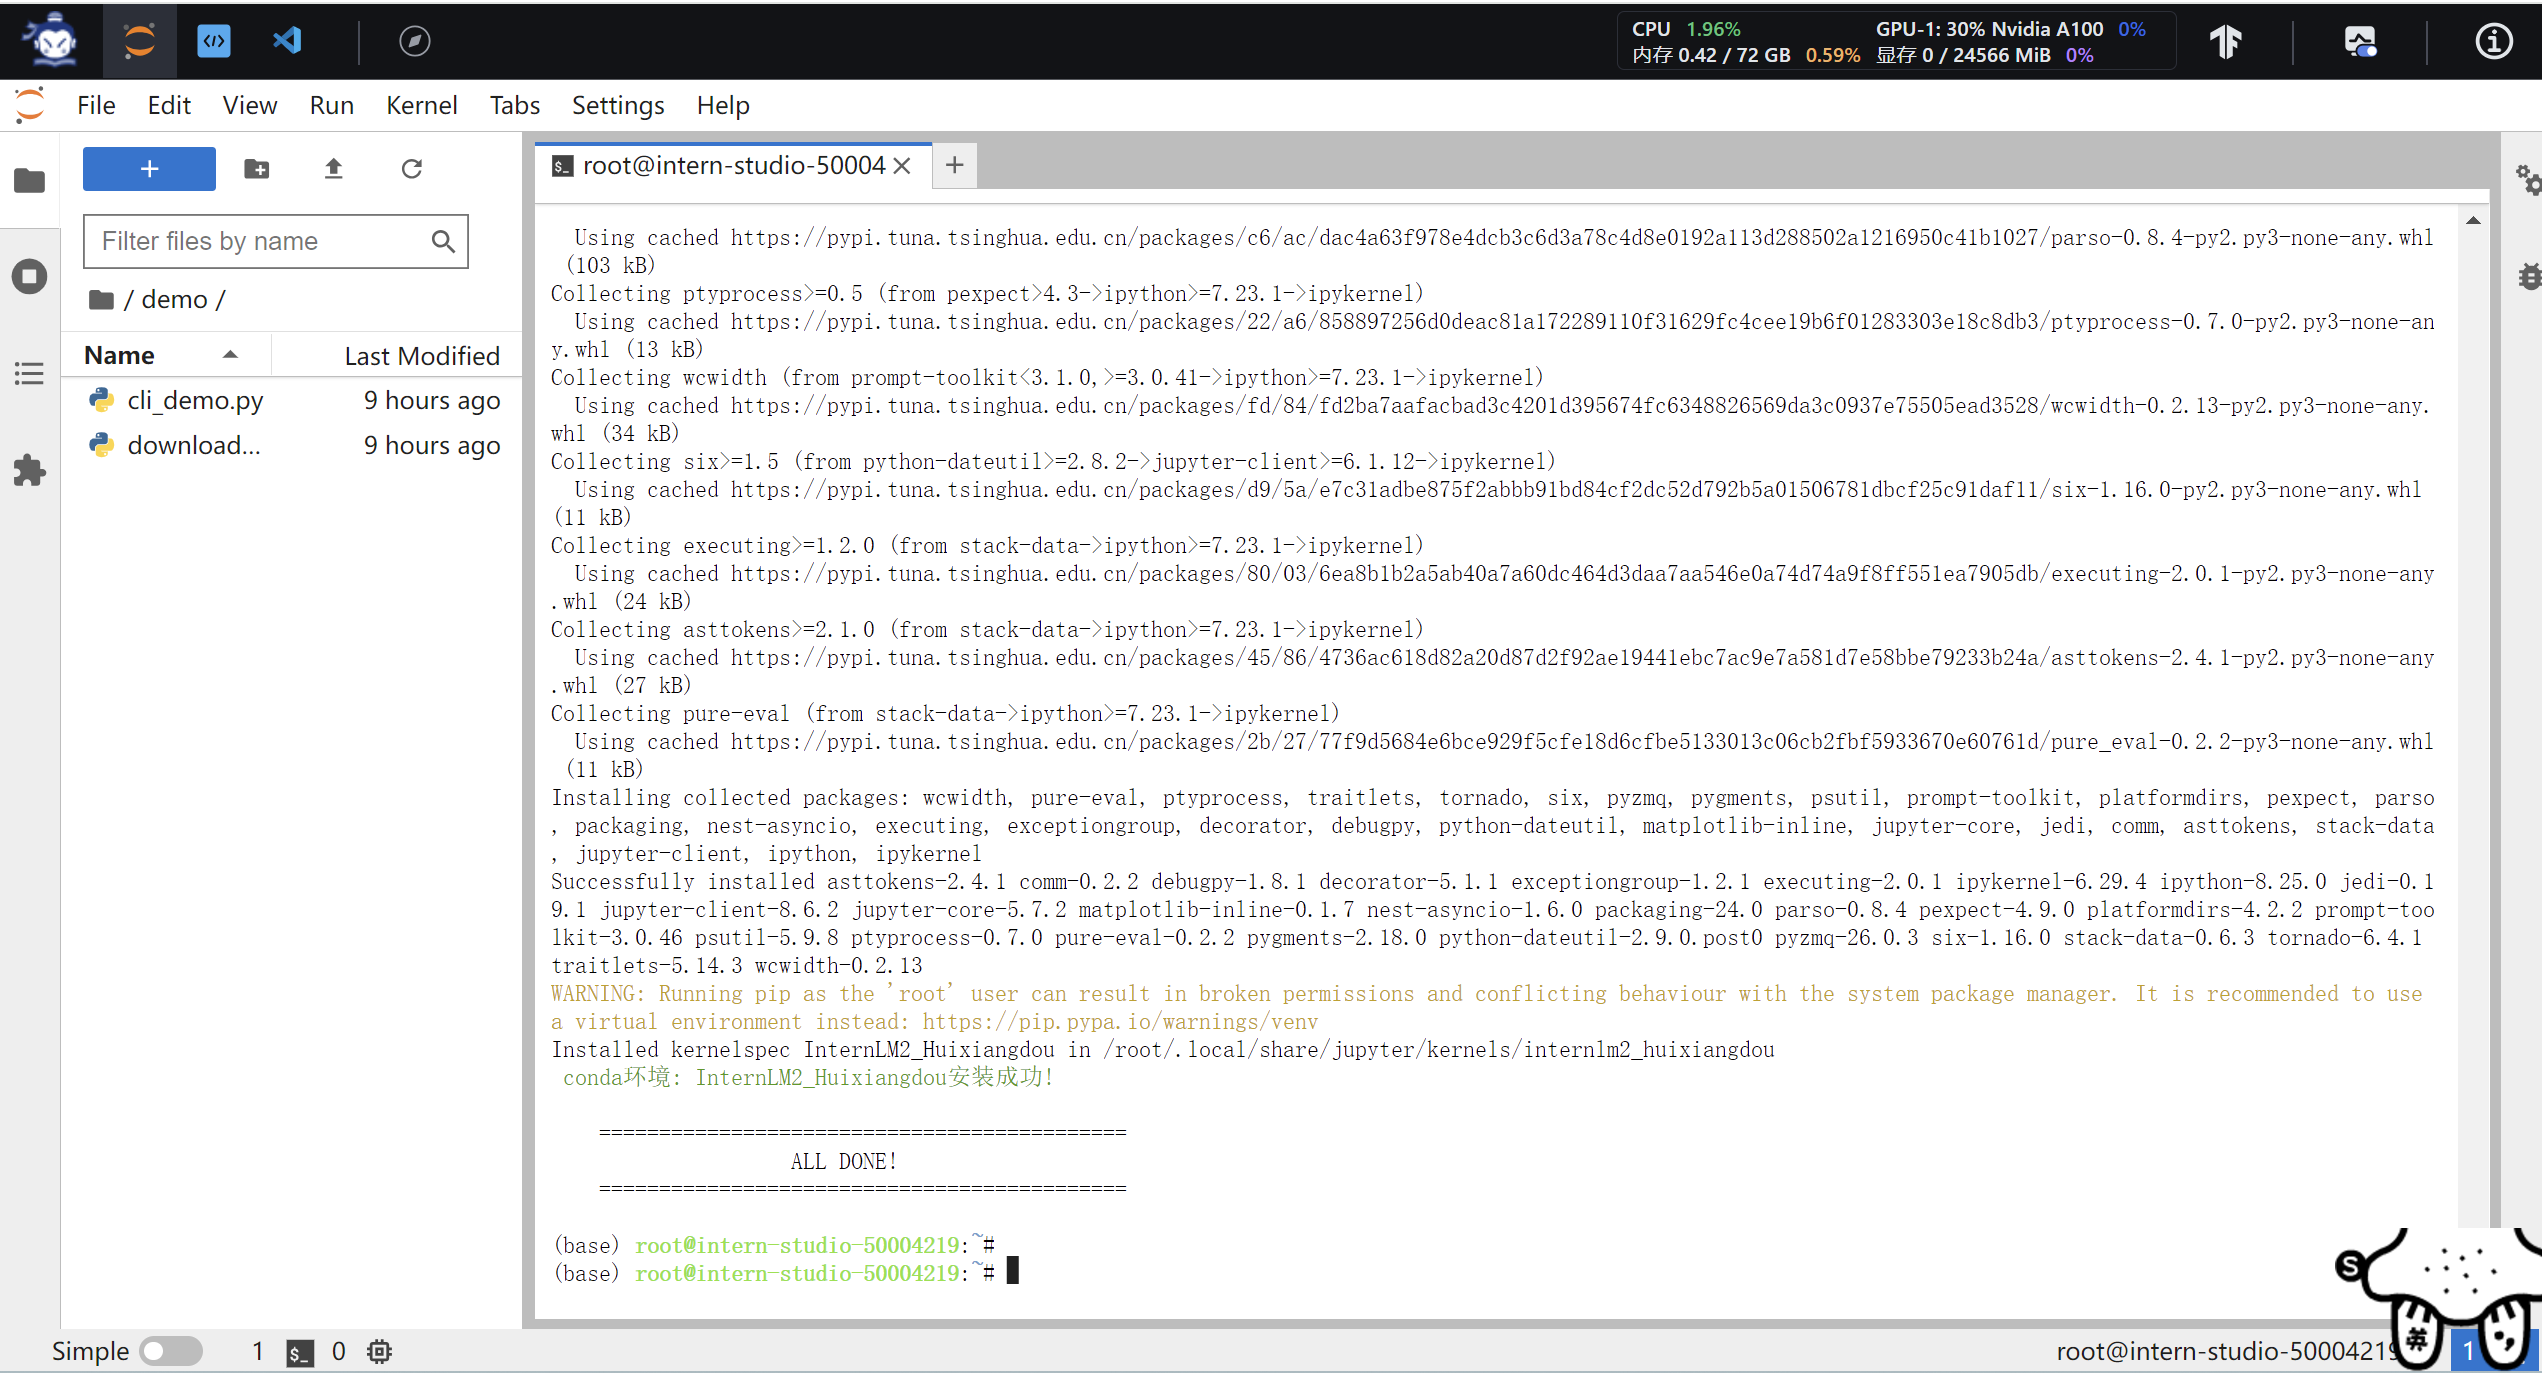 CPU 1.96%
GPU-1: 30% Nvidia A100 0%
内存 0.42 / 72 GB 0.59%
显存 0 / 24566 MiB 0%
File Edit View Run Kernel Tabs Settings Help
Filter files by name
/ demo /
Name Last Modified
cli_demo.py 9 hours ago
download... 9 hours ago
root@intern-studio-50004
Using cached https://pypi.tuna.tsinghua.edu.cn/packages/c6/ac/dac4a63f978e4dcb3c6d3a78c4d8e0192a113d288502a1216950c41b1027/parso-0.8.4-py2.py3-none-any.whl
(103 kB)
Collecting ptyprocess>=0.5 (from pexpect>4.3->ipython>=7.23.1->ipykernel)
Using cached https://pypi.tuna.tsinghua.edu.cn/packages/22/a6/858897256d0deac81a172289110f31629fc4cee19b6f01283303e18c8db3/ptyprocess-0.7.0-py2.py3-none-an
y.whl (13 kB)
Collecting wcwidth (from prompt-toolkit<3.1.0,>=3.0.41->ipython>=7.23.1->ipykernel)
Using cached https://pypi.tuna.tsinghua.edu.cn/packages/fd/84/fd2ba7aafacbad3c4201d395674fc6348826569da3c0937e75505ead3528/wcwidth-0.2.13-py2.py3-none-any.
whl (34 kB)
Collecting six>=1.5 (from python-dateutil>=2.8.2->jupyter-client>=6.1.12->ipykernel)
Using cached https://pypi.tuna.tsinghua.edu.cn/packages/d9/5a/e7c31adbe875f2abbb91bd84cf2dc52d792b5a01506781dbcf25c91daf11/six-1.16.0-py2.py3-none-any.whl
(11 kB)
Collecting executing>=1.2.0 (from stack-data->ipython>=7.23.1->ipykernel)
Using cached https://pypi.tuna.tsinghua.edu.cn/packages/80/03/6ea8b1b2a5ab40a7a60dc464d3daa7aa546e0a74d74a9f8ff551ea7905db/executing-2.0.1-py2.py3-none-any
.whl (24 kB)
Collecting asttokens>=2.1.0 (from stack-data->ipython>=7.23.1->ipykernel)
Using cached https://pypi.tuna.tsinghua.edu.cn/packages/45/86/4736ac618d82a20d87d2f92ae19441ebc7ac9e7a581d7e58bbe79233b24a/asttokens-2.4.1-py2.py3-none-any
.whl (27 kB)
Collecting pure-eval (from stack-data->ipython>=7.23.1->ipykernel)
Using cached https://pypi.tuna.tsinghua.edu.cn/packages/2b/27/77f9d5684e6bce929f5cfe18d6cfbe5133013c06cb2fbf5933670e60761d/pure_eval-0.2.2-py3-none-any.whl
(11 kB)
Installing collected packages: wcwidth, pure-eval, ptyprocess, traitlets, tornado, six, pyzmq, pygments, psutil, prompt-toolkit, platformdirs, pexpect, parso
, packaging, nest-asyncio, executing, exceptiongroup, decorator, debugpy, python-dateutil, matplotlib-inline, jupyter-core, jedi, comm, asttokens, stack-data
, jupyter-client, ipython, ipykernel
Successfully installed asttokens-2.4.1 comm-0.2.2 debugpy-1.8.1 decorator-5.1.1 exceptiongroup-1.2.1 executing-2.0.1 ipykernel-6.29.4 ipython-8.25.0 jedi-0.1
9.1 jupyter-client-8.6.2 jupyter-core-5.7.2 matplotlib-inline-0.1.7 nest-asyncio-1.6.0 packaging-24.0 parso-0.8.4 pexpect-4.9.0 platformdirs-4.2.2 prompt-too
lkit-3.0.46 psutil-5.9.8 ptyprocess-0.7.0 pure-eval-0.2.2 pygments-2.18.0 python-dateutil-2.9.0.post0 pyzmq-26.0.3 six-1.16.0 stack-data-0.6.3 tornado-6.4.1
traitlets-5.14.3 wcwidth-0.2.13
WARNING: Running pip as the 'root' user can result in broken permissions and conflicting behaviour with the system package manager. It is recommended to use
a virtual environment instead: https://pip.pypa.io/warnings/venv
Installed kernelspec InternLM2_Huixiangdou in /root/.local/share/jupyter/kernels/internlm2_huixiangdou
conda环境: InternLM2_Huixiangdou安装成功!
============================================
ALL DONE!
============================================
(base) root@intern-studio-50004219:~#
(base) root@intern-studio-50004219:~#
S
英
Simple 1 $_ 0
root@intern-studio-50004219
1